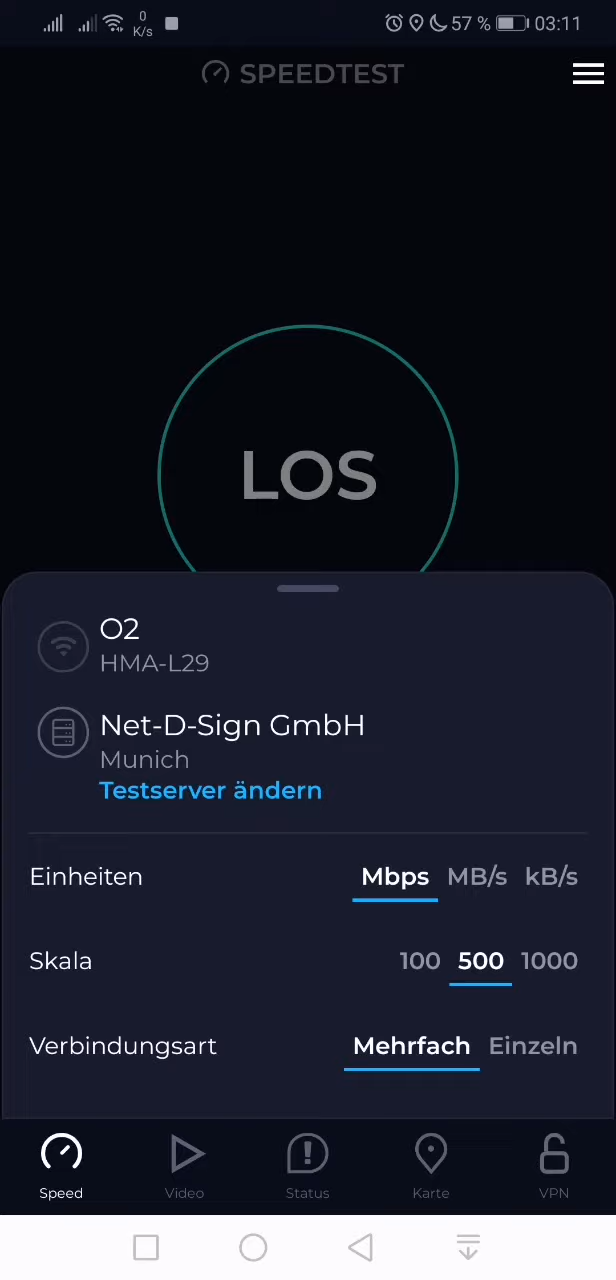 0
K/s
57 %
03:11
SPEEDTEST
LOS
O2
HMA-L29
Net-D-Sign GmbH
Munich
Testserver ändern
Einheiten Mbps MB/s kB/s
Skala 100 500 1000
Verbindungsart Mehrfach Einzeln
Speed Video Status Karte VPN